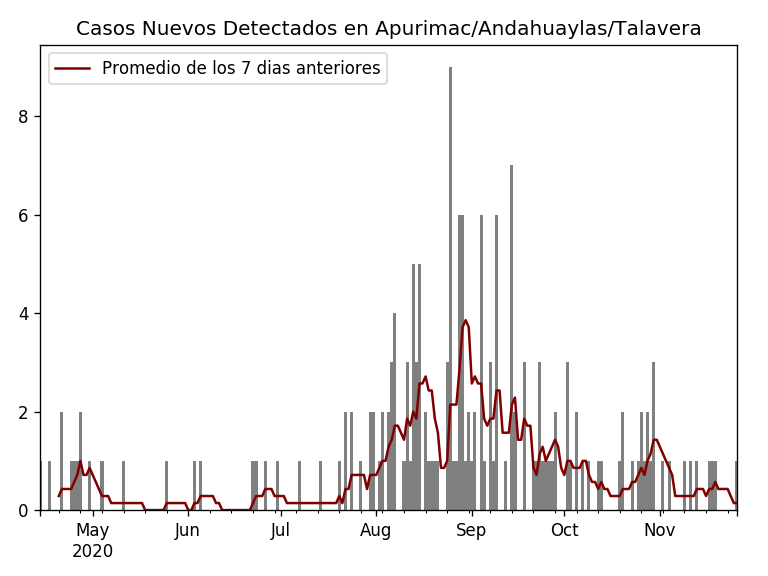 Casos Nuevos Detectados en Apurimac/Andahuaylas/Talavera
Promedio de los 7 dias anteriores
8
6
4
2
0
May Jun Jul Aug Sep Oct Nov
2020